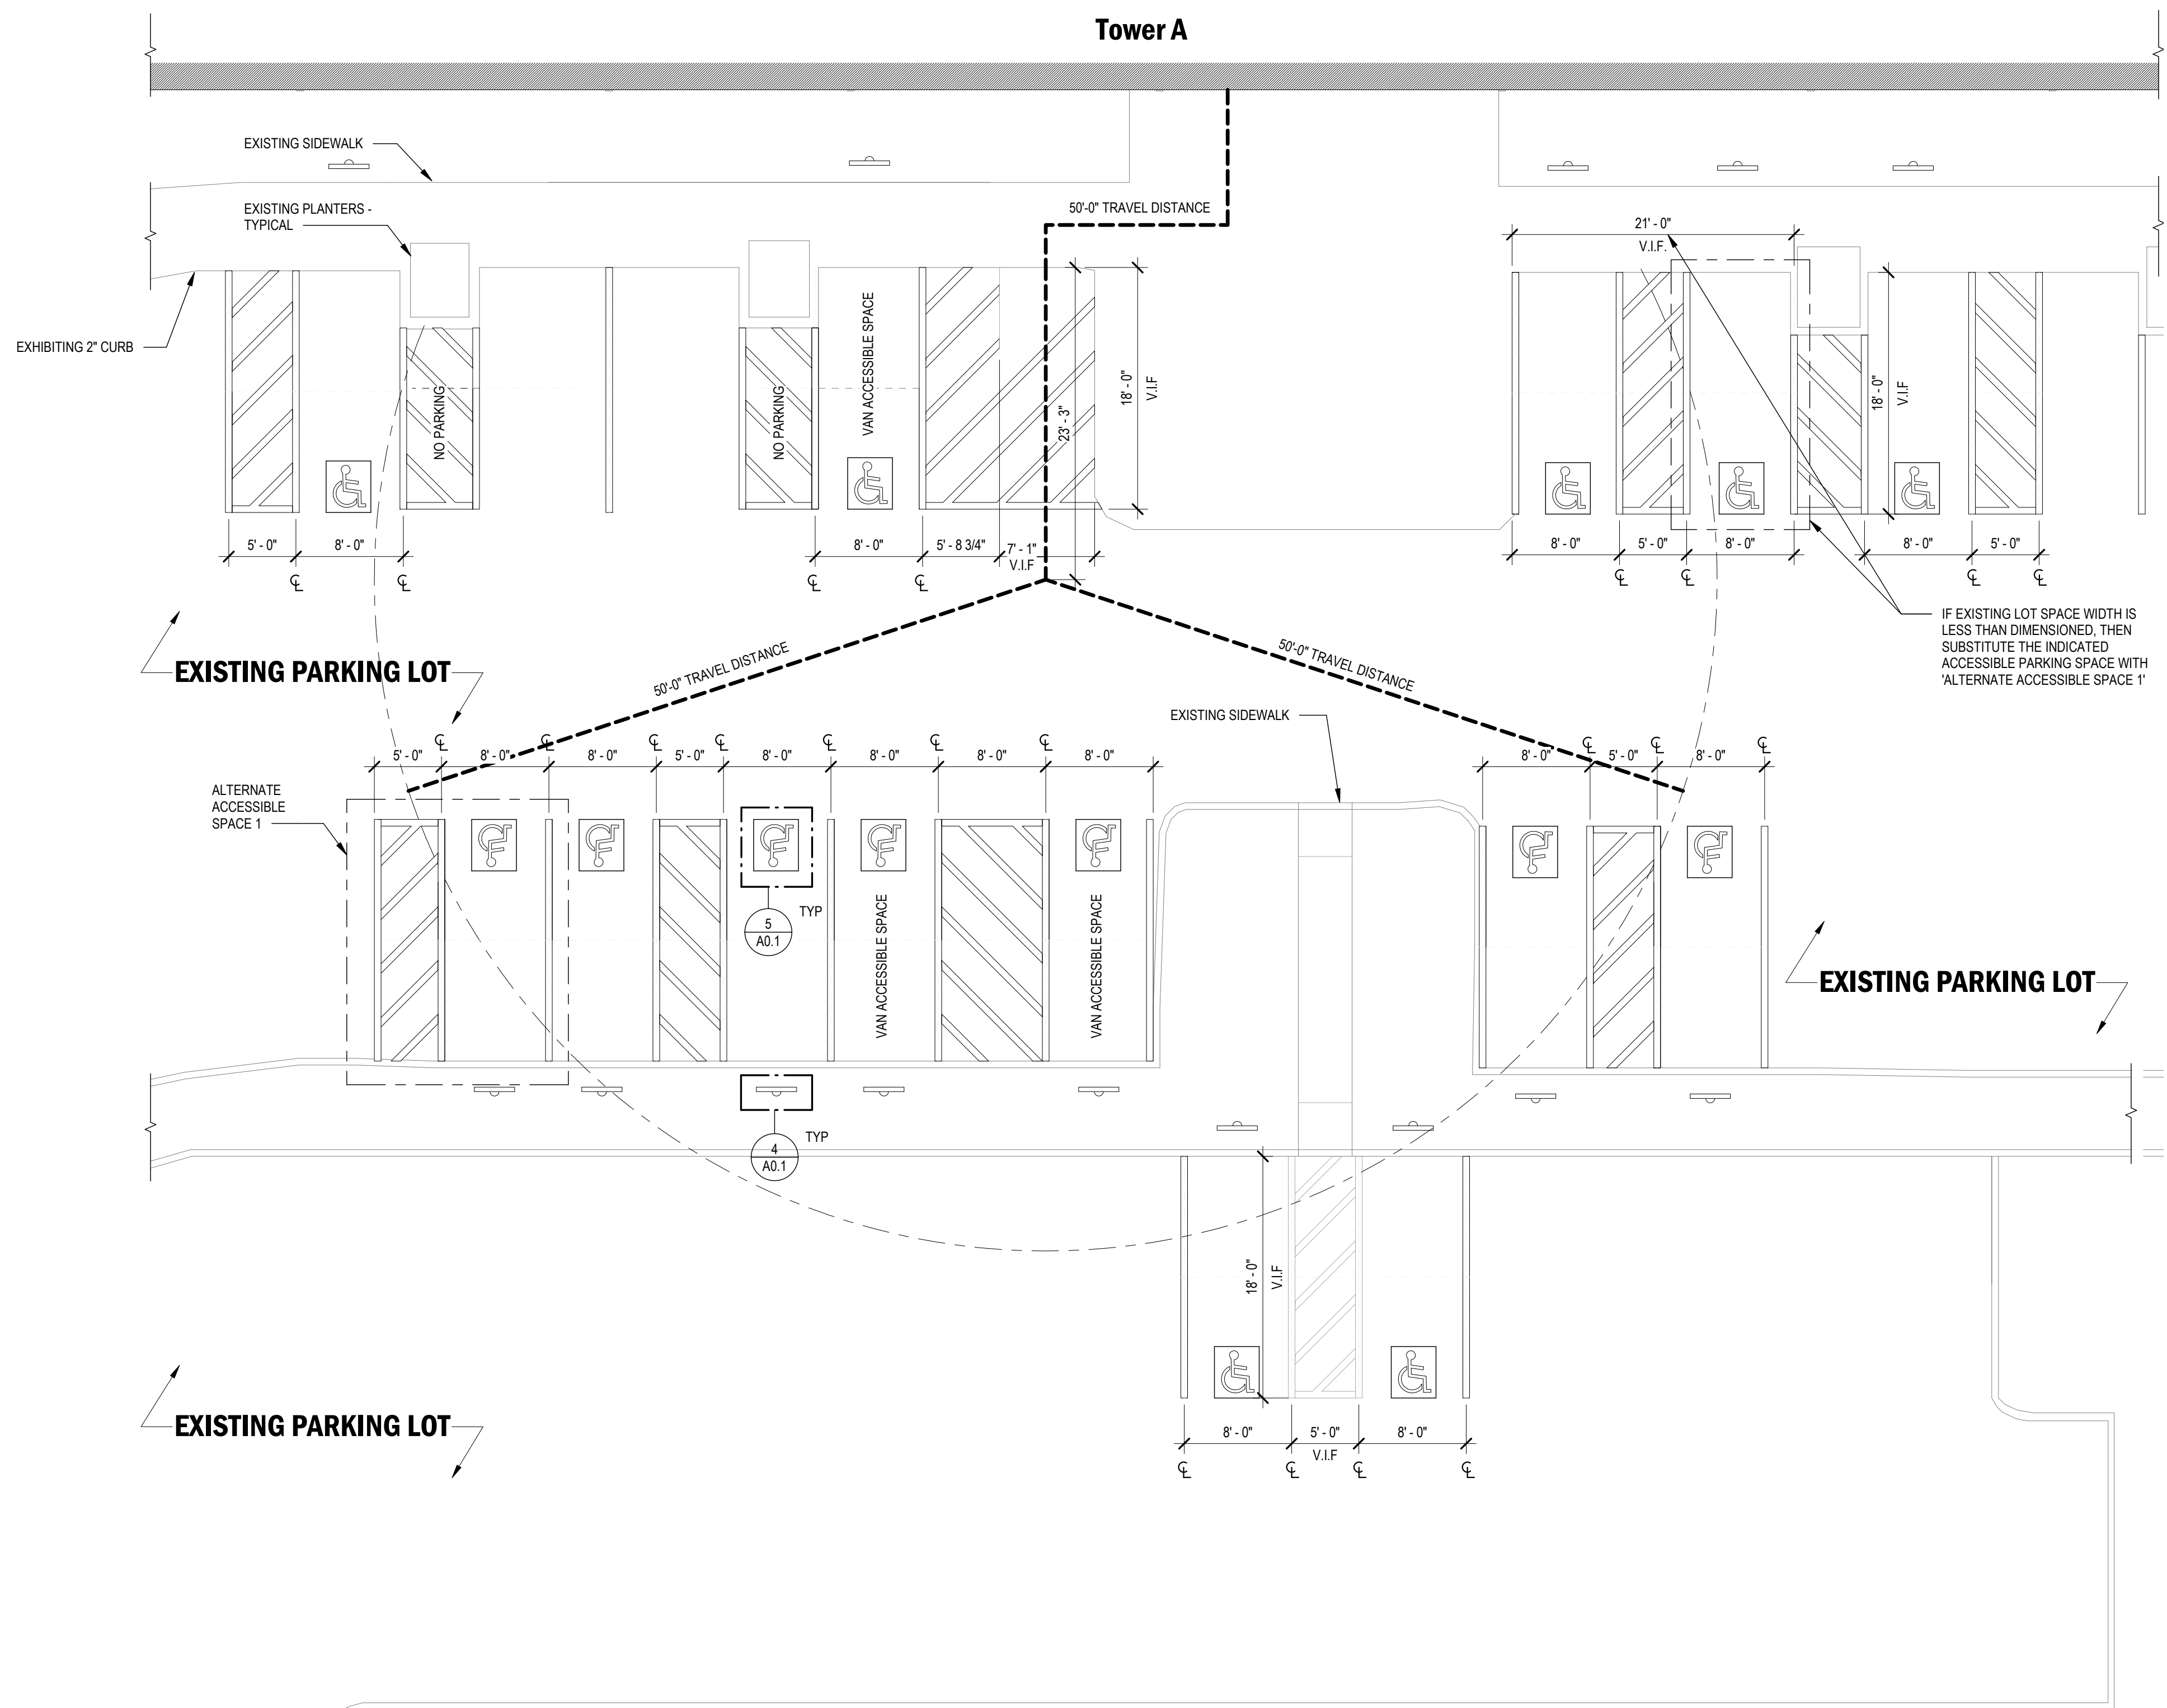 Tower A
EXISTING SIDEWALK
EXISTING PLANTERS -
TYPICAL
EXHIBITING 2" CURB
50'-0" TRAVEL DISTANCE
21' - 0"
V.I.F.
NO PARKING
NO PARKING
VAN ACCESSIBLE SPACE
23' - 3"
18' - 0"
V.I.F
18' - 0"
V.I.F
5' - 0"
8' - 0"
8' - 0"
5' - 8 3/4"
7' - 1"
V.I.F
8' - 0"
5' - 0"
8' - 0"
8' - 0"
5' - 0"
℄
℄
℄
℄
℄
℄
℄
℄
IF EXISTING LOT SPACE WIDTH IS
LESS THAN DIMENSIONED, THEN
SUBSTITUTE THE INDICATED
ACCESSIBLE PARKING SPACE WITH
'ALTERNATE ACCESSIBLE SPACE 1'
EXISTING PARKING LOT
50'-0" TRAVEL DISTANCE
50'-0" TRAVEL DISTANCE
EXISTING SIDEWALK
℄
℄
℄
℄
℄
℄
℄
℄
℄
℄
5' - 0"
8' - 0"
8' - 0"
5' - 0"
8' - 0"
8' - 0"
8' - 0"
8' - 0"
8' - 0"
5' - 0"
8' - 0"
ALTERNATE
ACCESSIBLE
SPACE 1
5
A0.1
TYP
VAN ACCESSIBLE SPACE
VAN ACCESSIBLE SPACE
EXISTING PARKING LOT
4
A0.1
TYP
18' - 0"
V.I.F
EXISTING PARKING LOT
8' - 0"
5' - 0"
V.I.F
8' - 0"
℄
℄
℄
℄